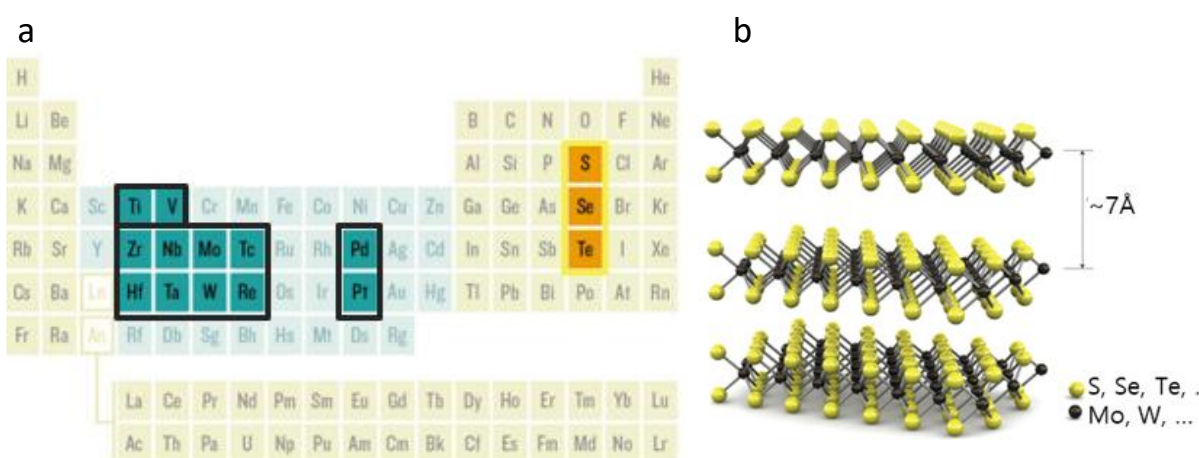 a
b
H He
Li Be B C N O F Ne
Na Mg Al Si P S Cl Ar
K Ca Sc Ti V Cr Mn Fe Co Ni Cu Zn Ga Ge As Se Br Kr
Rb Sr Y Zr Nb Mo Tc Ru Rh Pd Ag Cd In Sn Sb Te I Xe
Cs Ba Ln Hf Ta W Re Os Ir Pt Au Hg Tl Pb Bi Po At Rn
Fr Ra An Rf Db Sg Bh Hs Mt Ds Rg
La Ce Pr Nd Pm Sm Eu Gd Tb Dy Ho Er Tm Yb Lu
Ac Th Pa U Np Pu Am Cm Bk Cf Es Fm Md No Lr
~7Å
S, Se, Te, .
Mo, W, ...